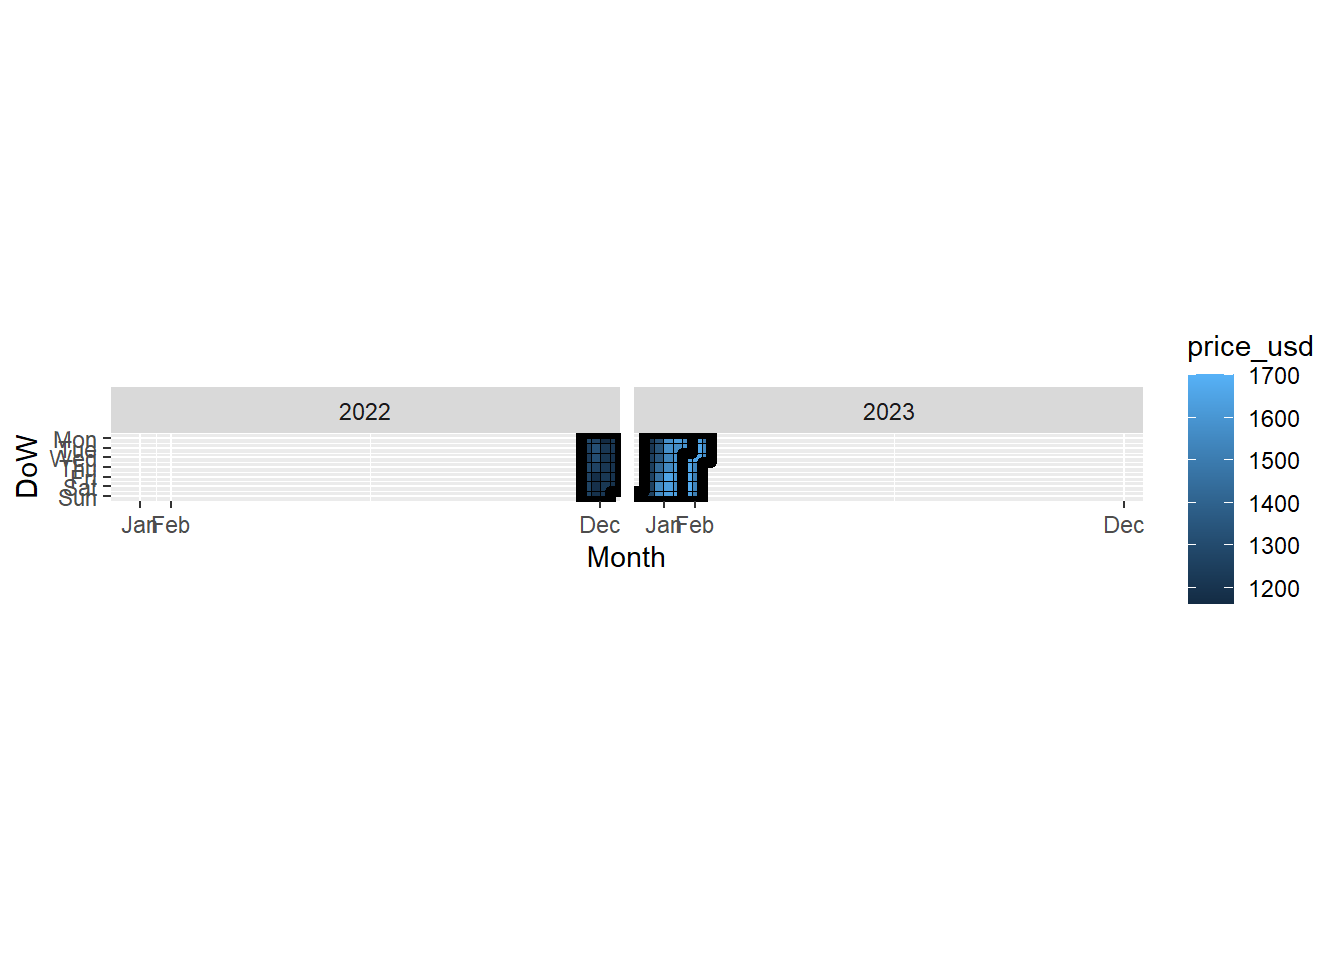 price_usd
1700
1600
1500
1400
1300
1200
2022 2023
DoW
Mon
Tue
Wed
Thu
Fri
Sat
Sun
Jan Feb Dec Jan Feb Dec
Month